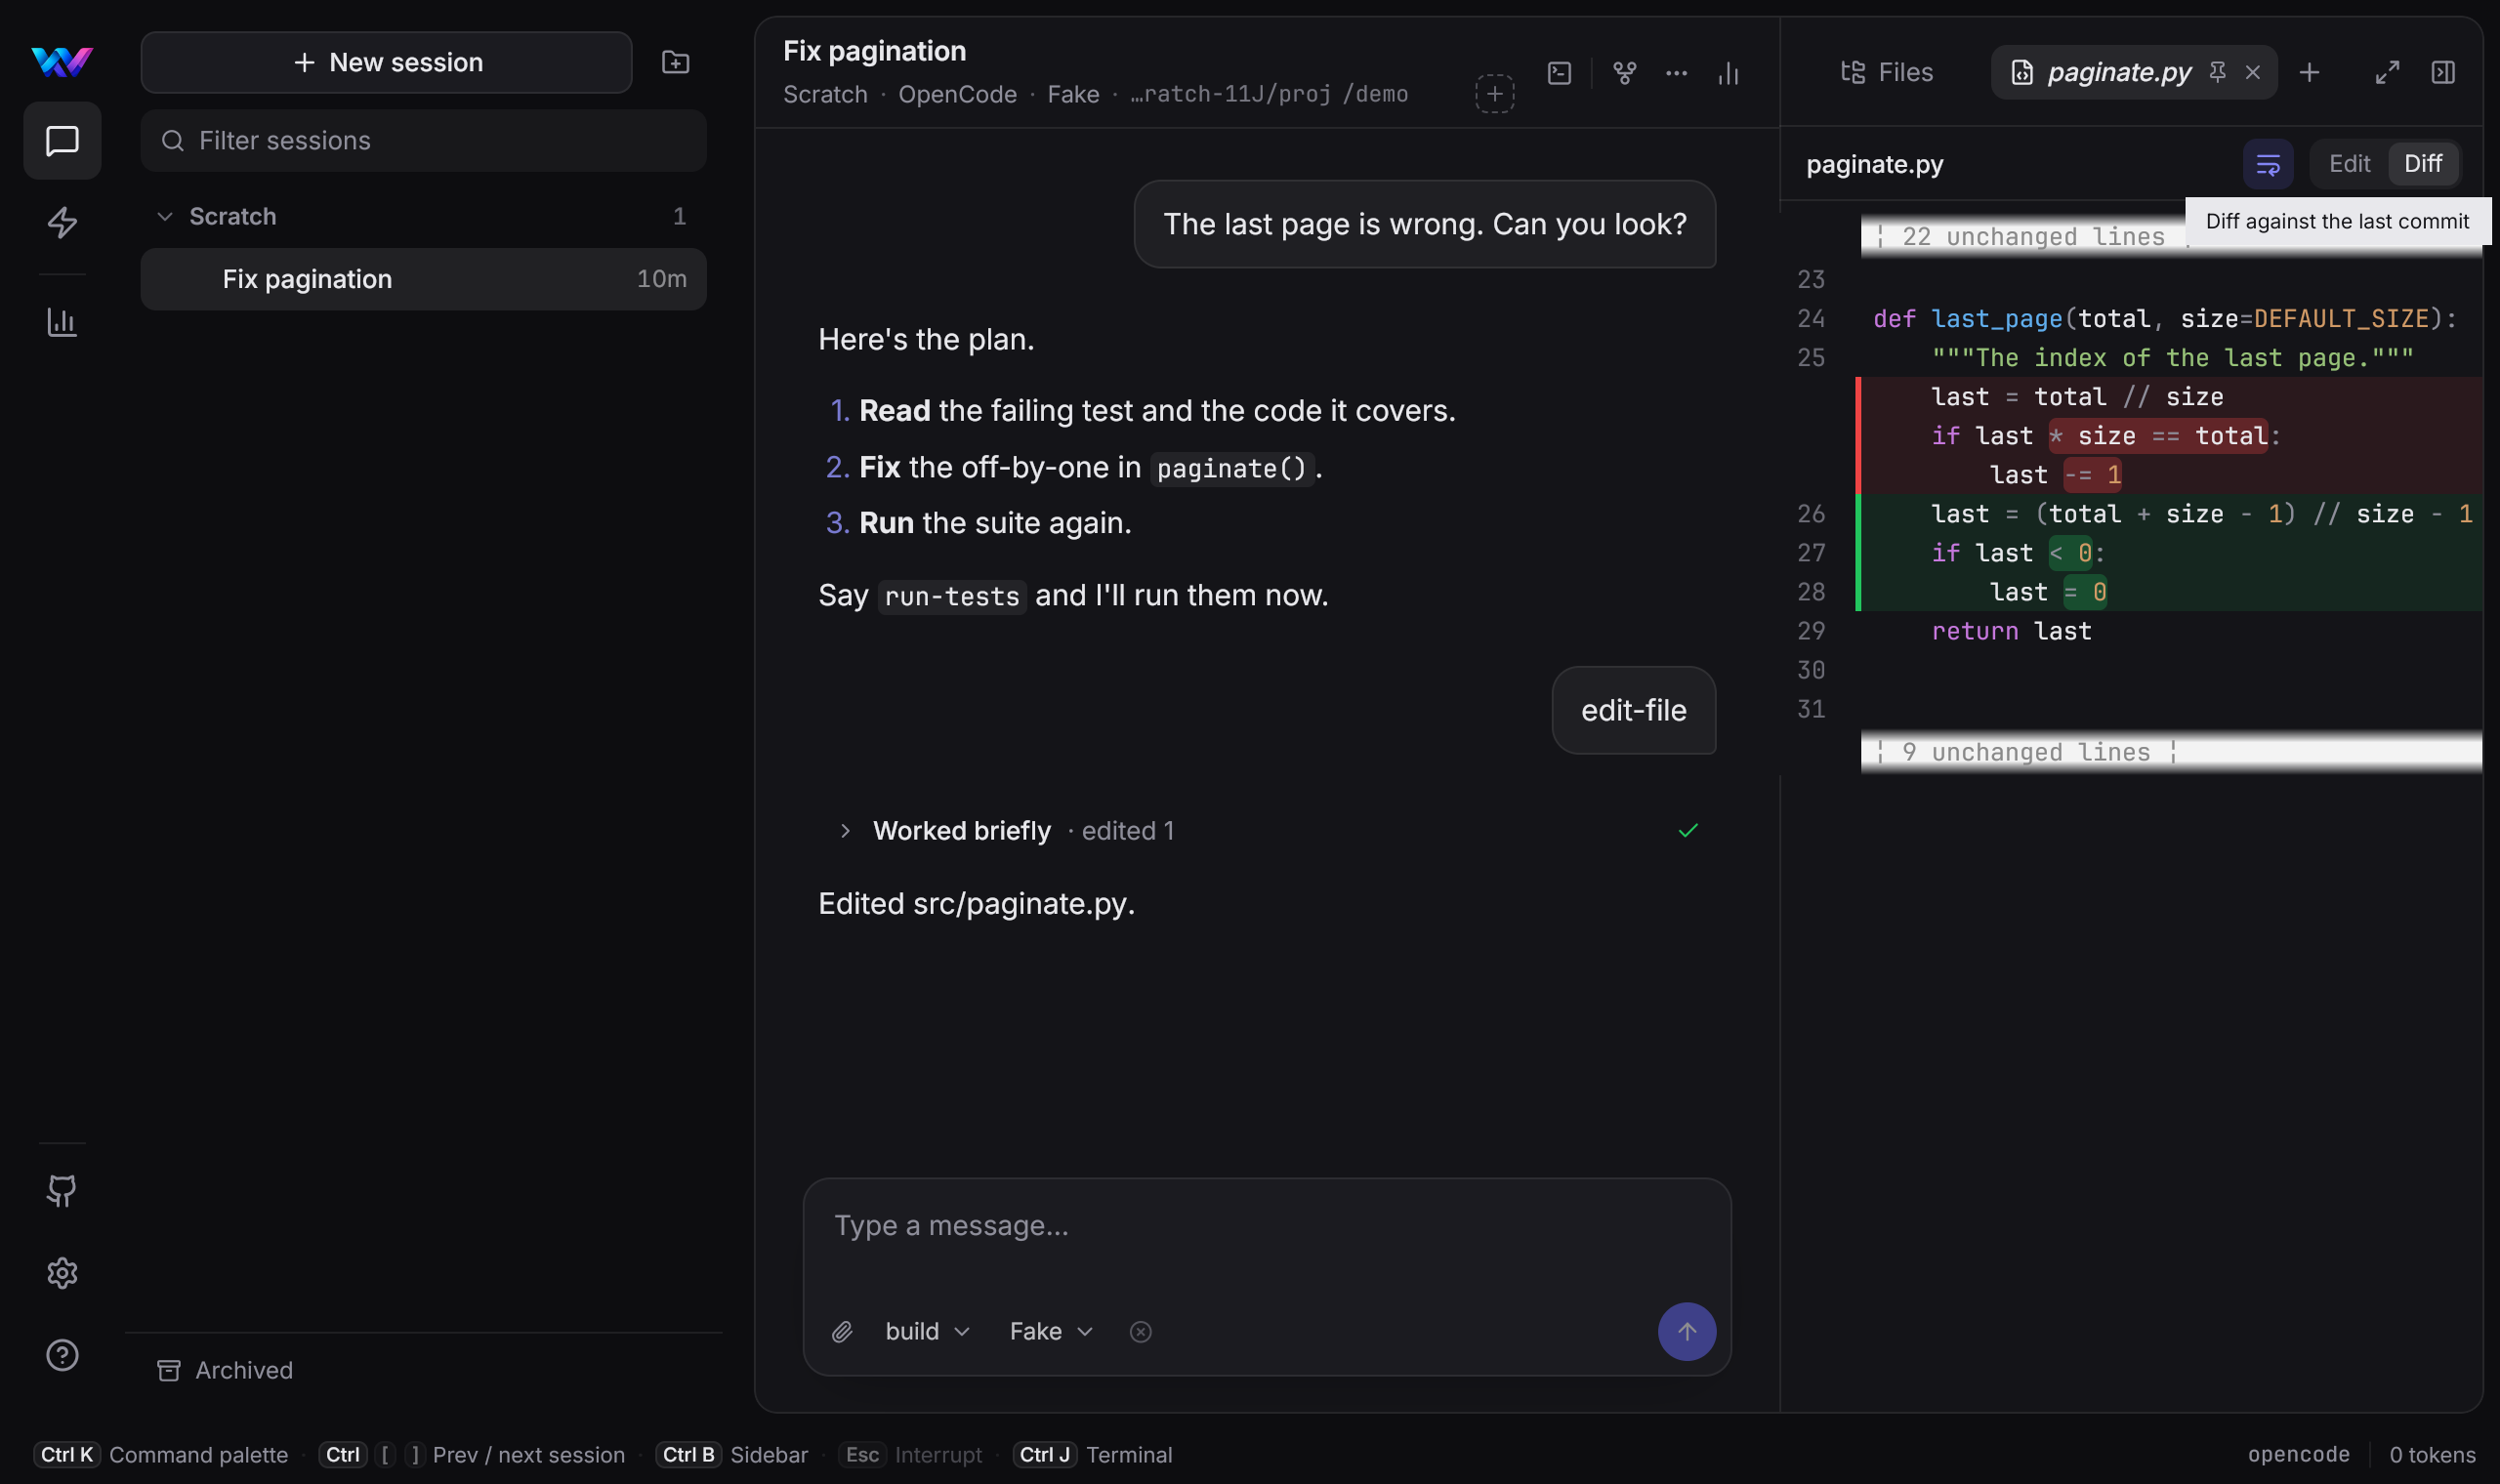 New session
Filter sessions
Scratch 1
Fix pagination 10m
Archived
Fix pagination
Scratch · OpenCode · Fake · …ratch-11J/proj /demo
The last page is wrong. Can you look?
Here's the plan.
1. Read the failing test and the code it covers.
2. Fix the off-by-one in paginate().
3. Run the suite again.
Say run-tests and I'll run them now.
edit-file
Worked briefly · edited 1
Edited src/paginate.py.
Type a message...
build Fake
Files paginate.py
paginate.py Edit Diff
Diff against the last commit
¦ 22 unchanged lines
23
24 def last_page(total, size=DEFAULT_SIZE):
25 """The index of the last page."""
last = total // size
if last * size == total:
last -= 1
26 last = (total + size - 1) // size - 1
27 if last < 0:
28 last = 0
29 return last
30
31
¦ 9 unchanged lines ¦
Ctrl K Command palette · Ctrl [ ] Prev / next session · Ctrl B Sidebar · Esc Interrupt · Ctrl J Terminal
opencode 0 tokens